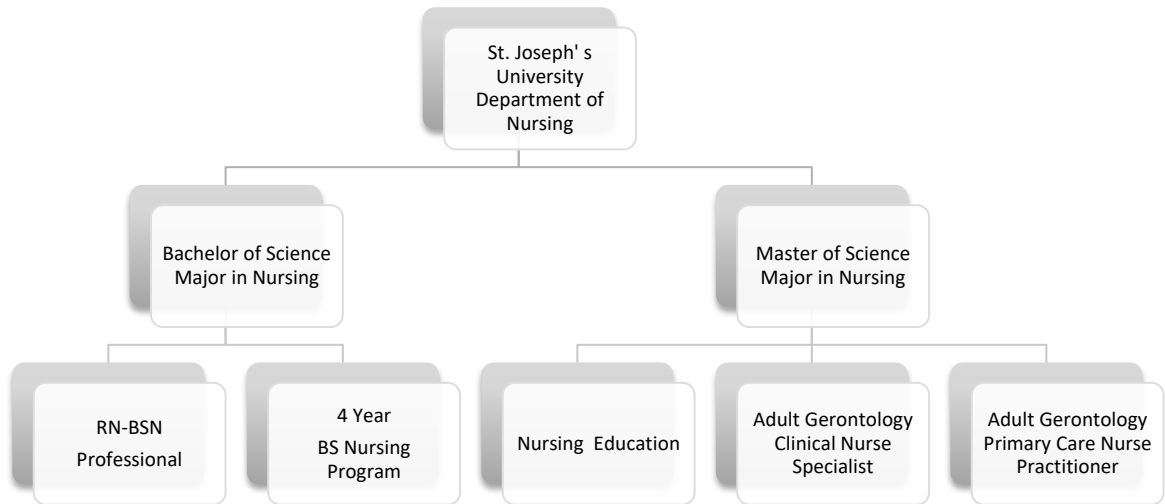 St. Joseph' s
University
Department of
Nursing
Bachelor of Science
Major in Nursing
Master of Science
Major in Nursing
RN-BSN
Professional
4 Year
BS Nursing
Program
Nursing Education
Adult Gerontology
Clinical Nurse
Specialist
Adult Gerontology
Primary Care Nurse
Practitioner